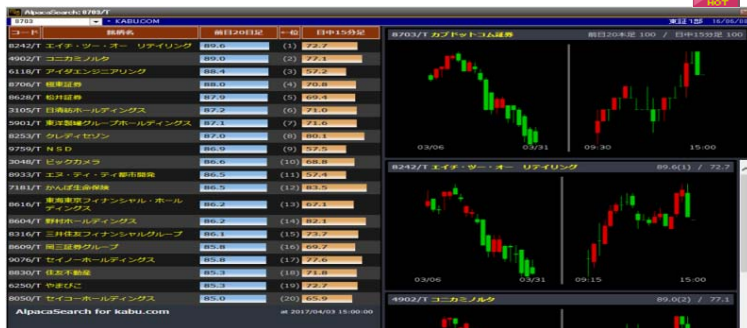 HOT
AlpacaSearch: 8703/T
8703 - KABUCOM 東証1部
コード 銘柄名 前日20日足 ←位 日中15分足
8242/T エイチ・ツー・オー リテイリング 89.6 (1) 72.7
4902/T コニカミノルタ 89.0 (2) 77.1
6118/T アイダエンジニアリング 88.4 (3) 57.2
8706/T 極東証券 88.0 (4) 70.8
8628/T 松井証券 87.9 (5) 69.4
3105/T 日清紡ホールディングス 87.2 (6) 71.0
5901/T 東洋製罐グループホールディングス 87.1 (7) 71.6
8253/T クレディセゾン 87.0 (8) 80.1
9759/T NSD 86.9 (9) 57.5
3048/T ビックカメラ 86.6 (10) 68.8
8933/T エヌ・ティ・ティ都市開発 86.5 (11) 57.4
7181/T かんぽ生命保険 86.5 (12) 83.5
8616/T 東海東京フィナンシャル・ホールディングス 86.2 (13) 67.1
8604/T 野村ホールディングス 86.2 (14) 82.1
8316/T 三井住友フィナンシャルグループ 86.1 (15) 73.7
8609/T 岡三証券グループ 85.8 (16) 69.7
9076/T セイノーホールディングス 85.8 (17) 77.6
8830/T 住友不動産 85.3 (18) 71.8
6250/T やまびこ 85.3 (19) 72.7
8050/T セイコーホールディングス 85.0 (20) 65.9
AlpacaSearch for kabu.com at 2017/04/03 15:00:00
8703/T カブドットコム証券 前日20本足 100 / 日中15分足 100
03/06 03/31 09:30 15:00
8242/T エイチ・ツー・オー リテイリング 89.6(1) / 72.7
03/06 03/31 09:15 15:00
4902/T コニカミノルタ 89.0(2) / 77.1